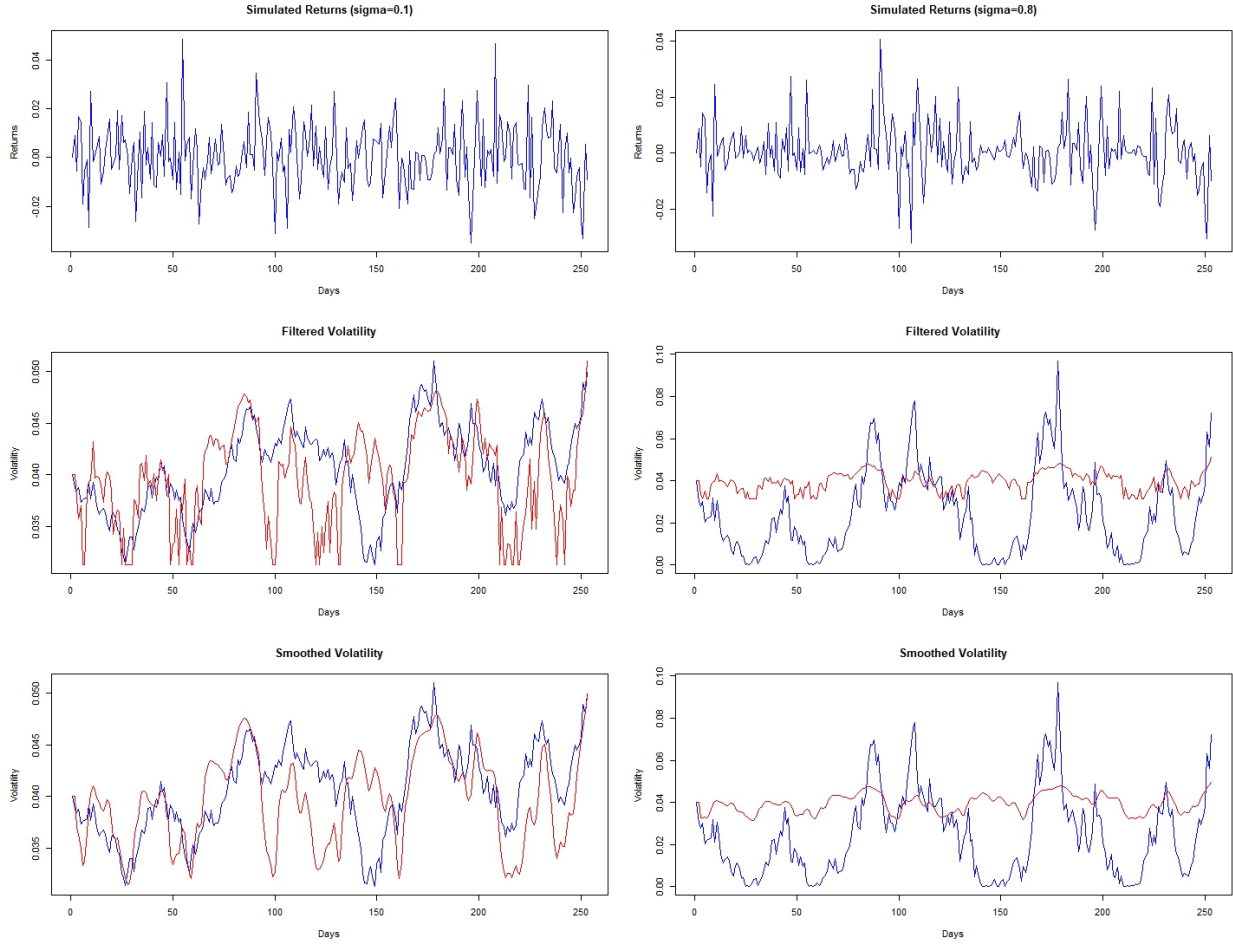 Simulated Returns (sigma=0.1)
Returns
0.04
0.02
0.00
-0.02
0 50 100 150 200 250
Days
Simulated Returns (sigma=0.8)
Returns
0.04
0.02
0.00
-0.02
0 50 100 150 200 250
Days
Filtered Volatility
Volatility
0.050
0.045
0.040
0.035
0 50 100 150 200 250
Days
Filtered Volatility
Volatility
0.10
0.08
0.06
0.04
0.02
0.00
0 50 100 150 200 250
Days
Smoothed Volatility
Volatility
0.050
0.045
0.040
0.035
0 50 100 150 200 250
Days
Smoothed Volatility
Volatility
0.10
0.08
0.06
0.04
0.02
0.00
0 50 100 150 200 250
Days